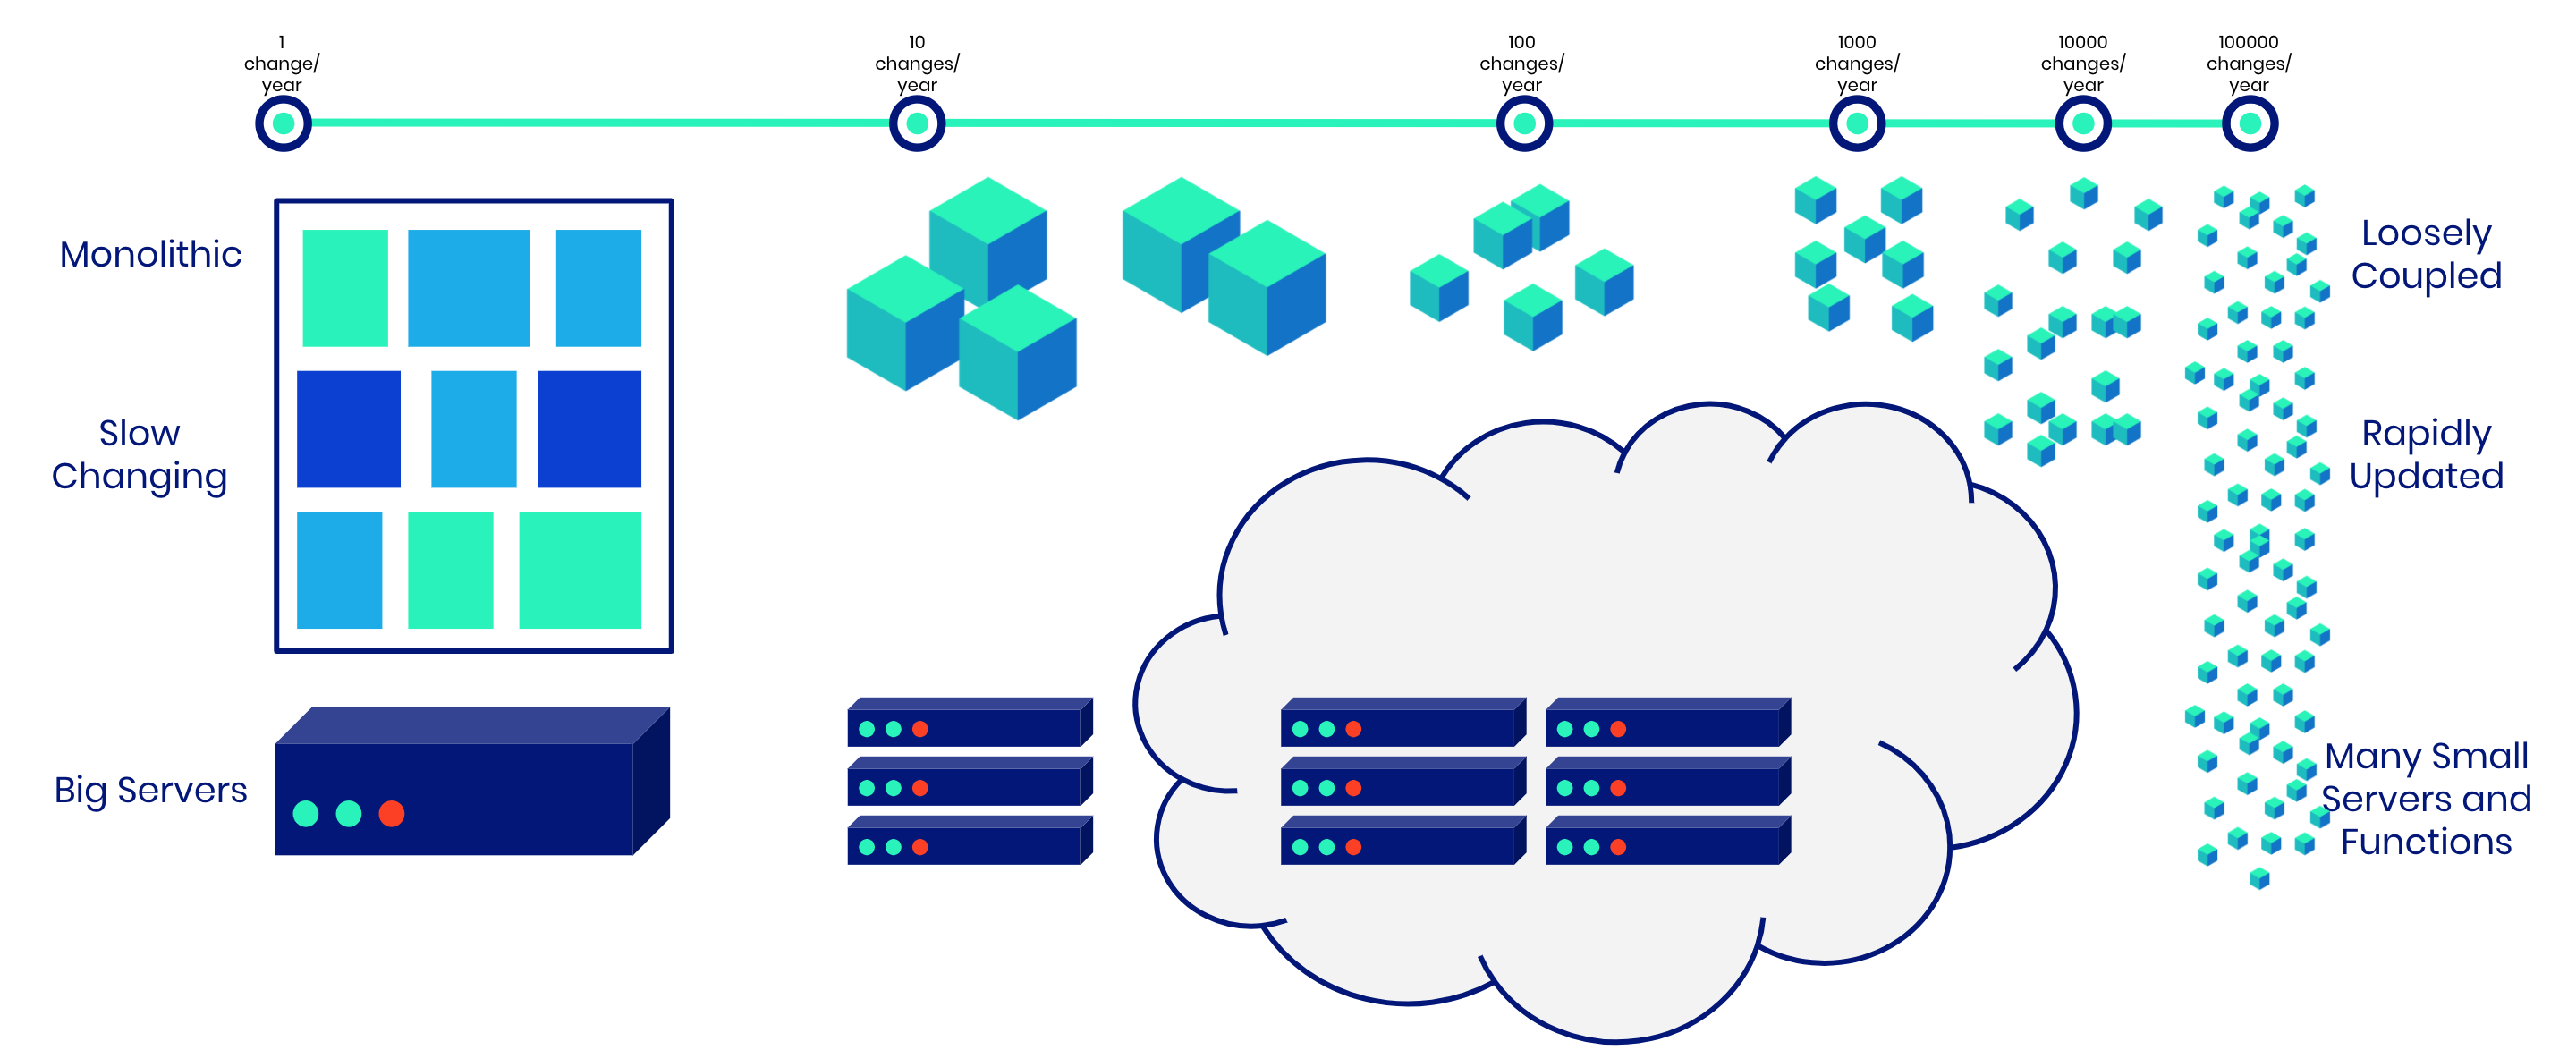 1
change/
year
10
changes/
year
100
changes/
year
1000
changes/
year
10000
changes/
year
100000
changes/
year
Monolithic
Slow
Changing
Big Servers
Loosely
Coupled
Rapidly
Updated
Many Small
Servers and
Functions